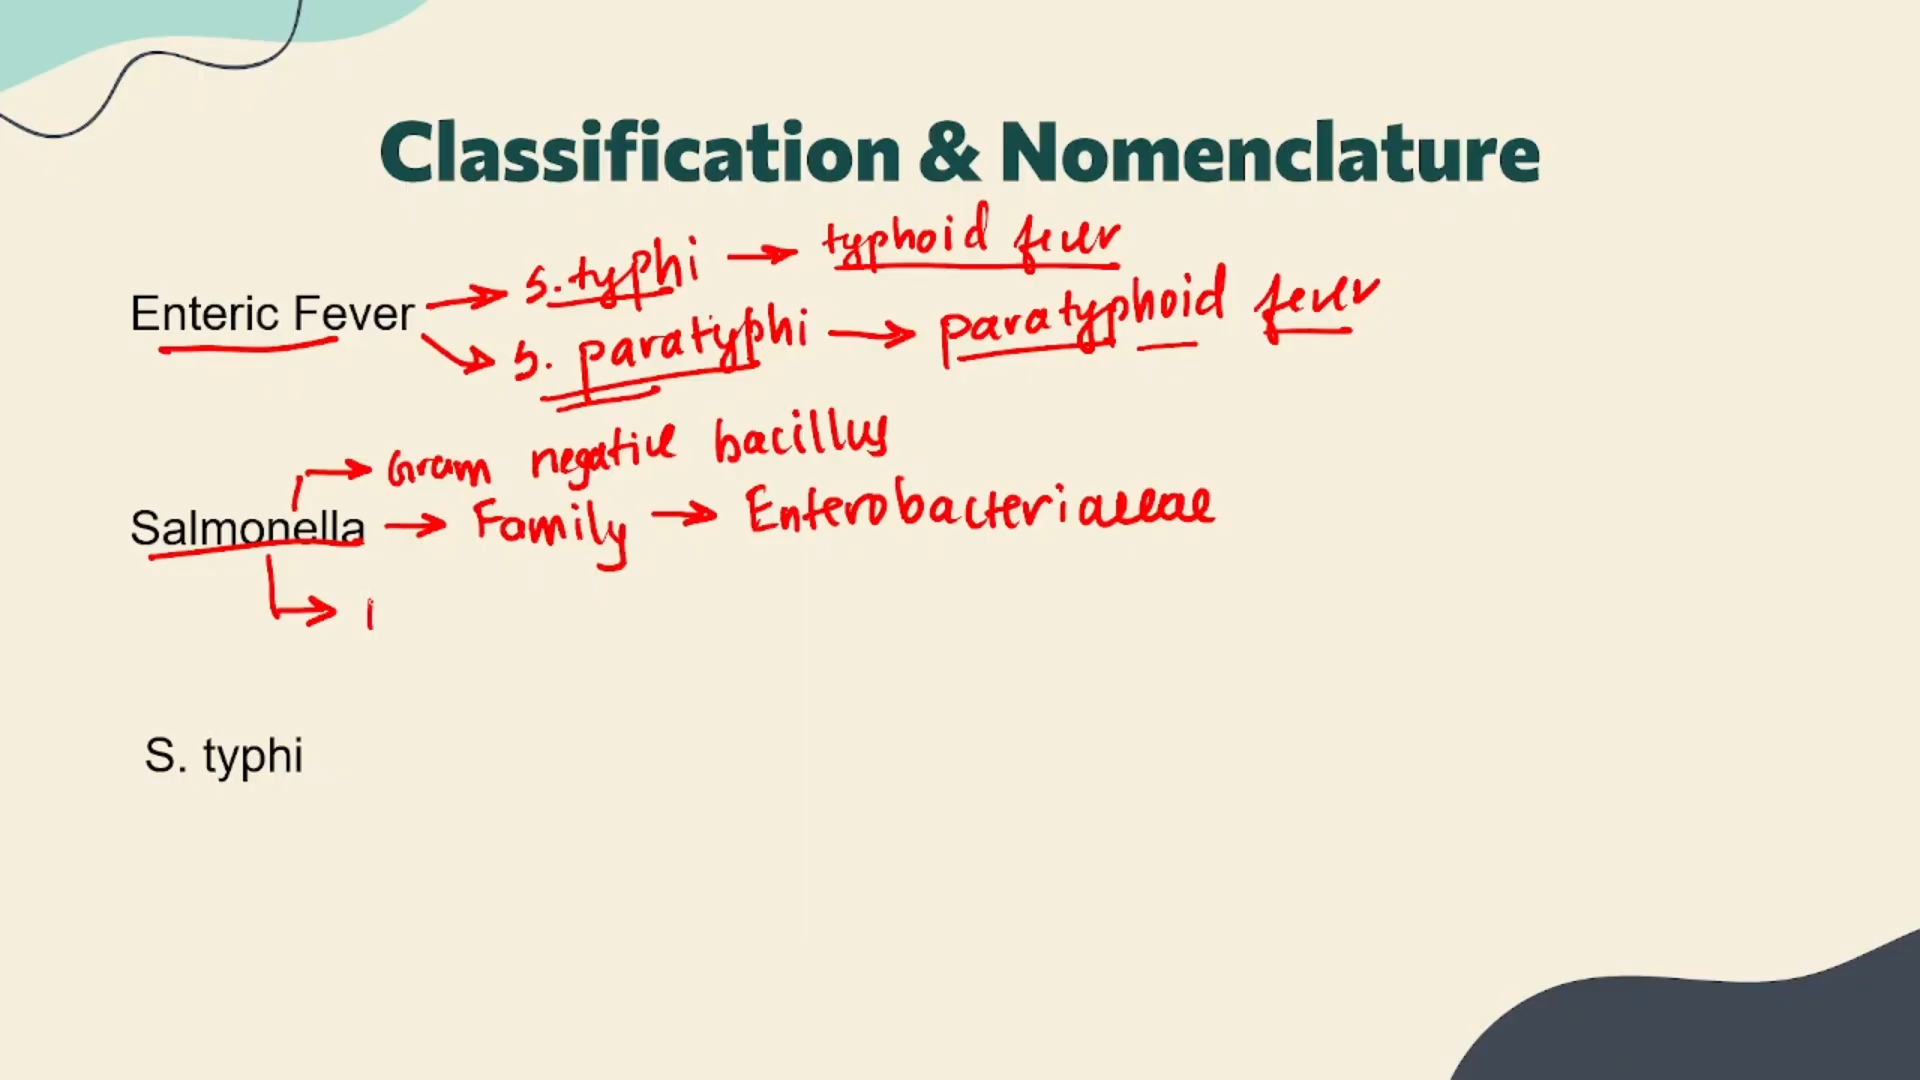 Classification & Nomenclature
Enteric Fever → S. typhi → typhoid fever
→ S. paratyphi → paratyphoid fever
→ Gram negative bacillus
Salmonella → Family → Enterobacteriaceae
→
S. typhi